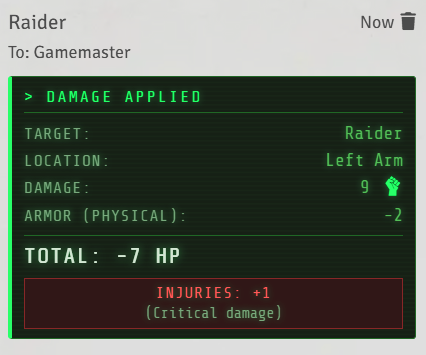 Raider Now
To: Gamemaster
> DAMAGE APPLIED
TARGET: Raider
LOCATION: Left Arm
DAMAGE: 9
ARMOR (PHYSICAL): -2
TOTAL: -7 HP
INJURIES: +1
(Critical damage)